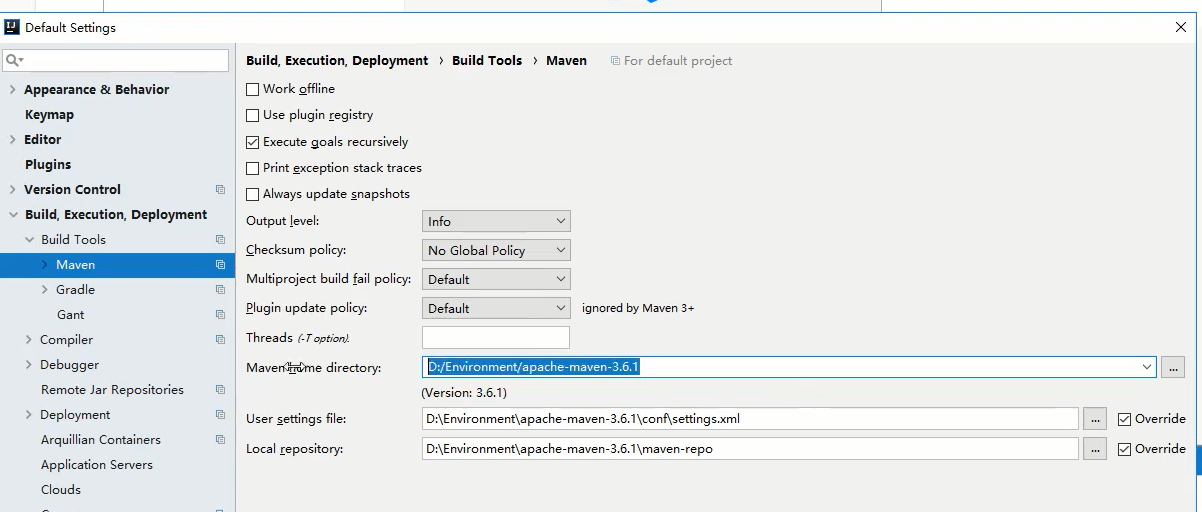 Default Settings
Build, Execution, Deployment › Build Tools › Maven For default project
Appearance & Behavior
Keymap
Editor
Plugins
Version Control
Build, Execution, Deployment
Build Tools
Maven
Gradle
Gant
Compiler
Debugger
Remote Jar Repositories
Deployment
Arquillian Containers
Application Servers
Clouds
Work offline
Use plugin registry
Execute goals recursively
Print exception stack traces
Always update snapshots
Output level: Info
Checksum policy: No Global Policy
Multiproject build fail policy: Default
Plugin update policy: Default ignored by Maven 3+
Threads (-T option).
Maven home directory: D:/Environment/apache-maven-3.6.1 ...
(Version: 3.6.1)
User settings file: D:\Environment\apache-maven-3.6.1\conf\settings.xml ... Override
Local repository: D:\Environment\apache-maven-3.6.1\maven-repo ... Override